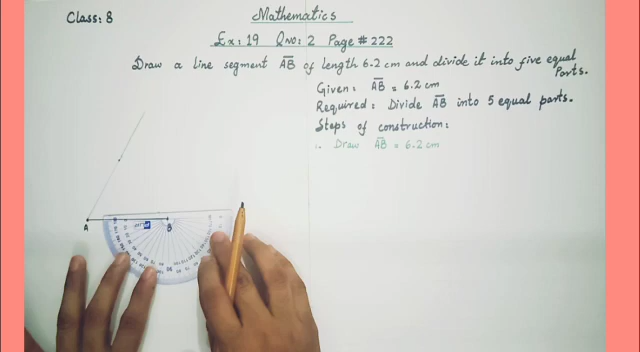 Class: 8
Mathematics
Ex: 19 Qno: 2 Page # 222
Draw a line segment AB of length 6.2 cm and divide it into five equal
Parts.
Given: AB = 6.2 cm
Required: Divide AB into 5 equal parts.
Steps of construction:
Draw AB = 6.2 cm
A
B